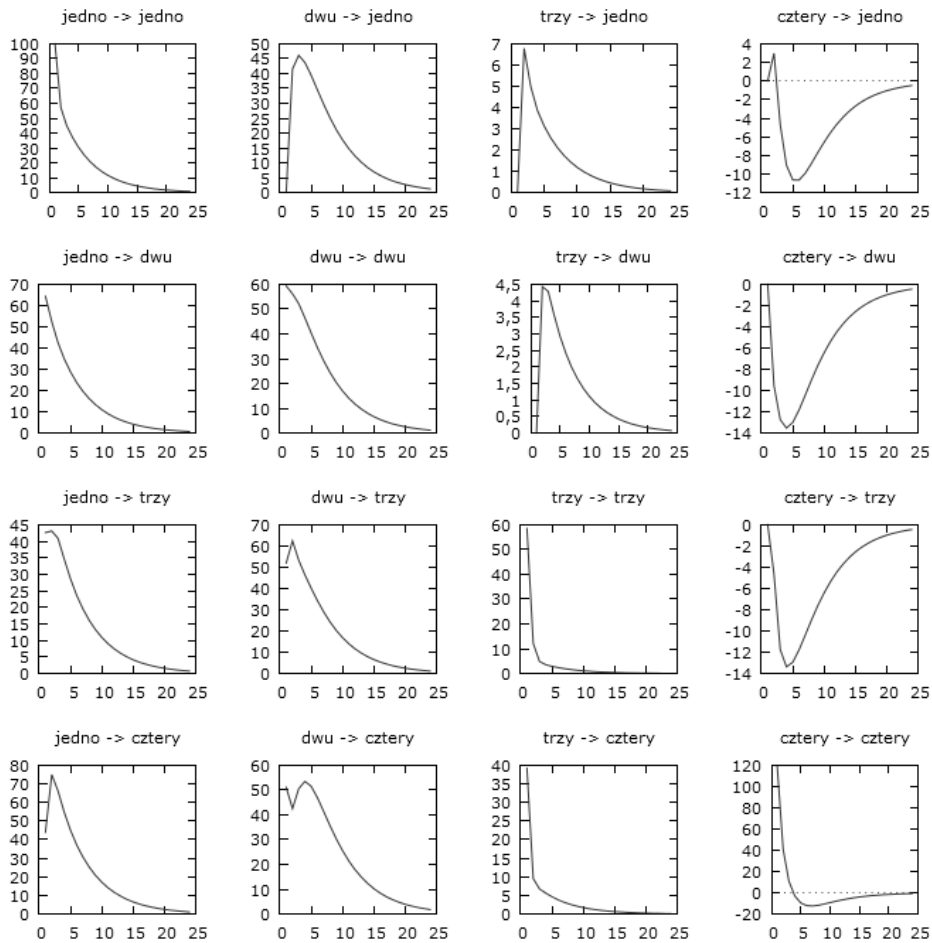 jedno -> jedno dwu -> jedno trzy -> jedno cztery -> jedno
100 50 7 4
90 45 6 2
80 40 5 0
70 35 4 -2
60 30 3 -4
50 25 2 -6
40 20 1 -8
30 15 0 -10
20 10 -12
10 5
0 0
0 5 10 15 20 25 0 5 10 15 20 25 0 5 10 15 20 25 0 5 10 15 20 25
jedno -> dwu dwu -> dwu trzy -> dwu cztery -> dwu
70 60 4,5 0
60 50 4 -2
50 40 3,5 -4
40 30 3 -6
30 20 2,5 -8
20 10 2 -10
10 0 1,5 -12
0 1 -14
0,5
0
0 5 10 15 20 25 0 5 10 15 20 25 0 5 10 15 20 25 0 5 10 15 20 25
jedno -> trzy dwu -> trzy trzy -> trzy cztery -> trzy
45 70 60 0
40 60 50 -2
35 50 40 -4
30 40 30 -6
25 30 20 -8
20 20 10 -10
15 10 0 -12
10 0 -14
5
0
0 5 10 15 20 25 0 5 10 15 20 25 0 5 10 15 20 25 0 5 10 15 20 25
jedno -> cztery dwu -> cztery trzy -> cztery cztery -> cztery
80 60 40 120
70 50 35 100
60 40 30 80
50 30 25 60
40 20 20 40
30 10 15 20
20 0 10 0
10 5 -20
0 0
0 5 10 15 20 25 0 5 10 15 20 25 0 5 10 15 20 25 0 5 10 15 20 25